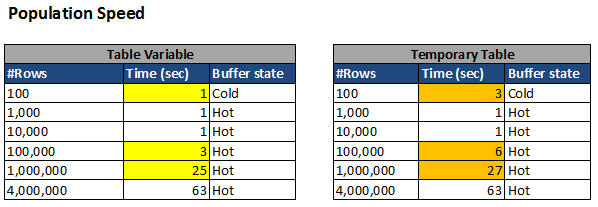 Population Speed
Table Variable Temporary Table
#Rows Time (sec) Buffer state #Rows Time (sec) Buffer state
100 1 Cold 100 3 Cold
1,000 1 Hot 1,000 1 Hot
10,000 1 Hot 10,000 1 Hot
100,000 3 Hot 100,000 6 Hot
1,000,000 25 Hot 1,000,000 27 Hot
4,000,000 63 Hot 4,000,000 63 Hot